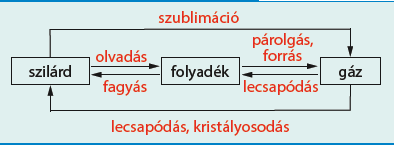 szublimáció
párolgás,
forrás
olvadás
szilárd
folyadék
gáz
fagyás
lecsapódás
lecsapódás, kristályosodás